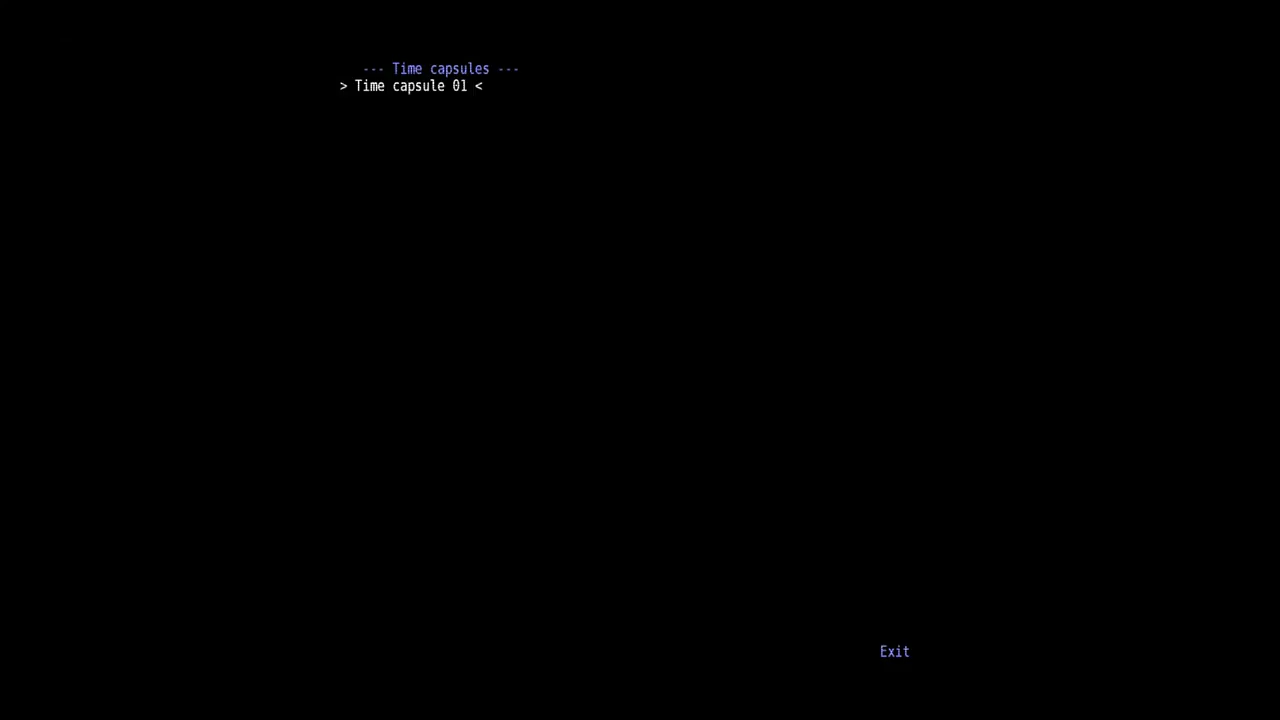 --- Time capsules ---
> Time capsule 01 <
Exit